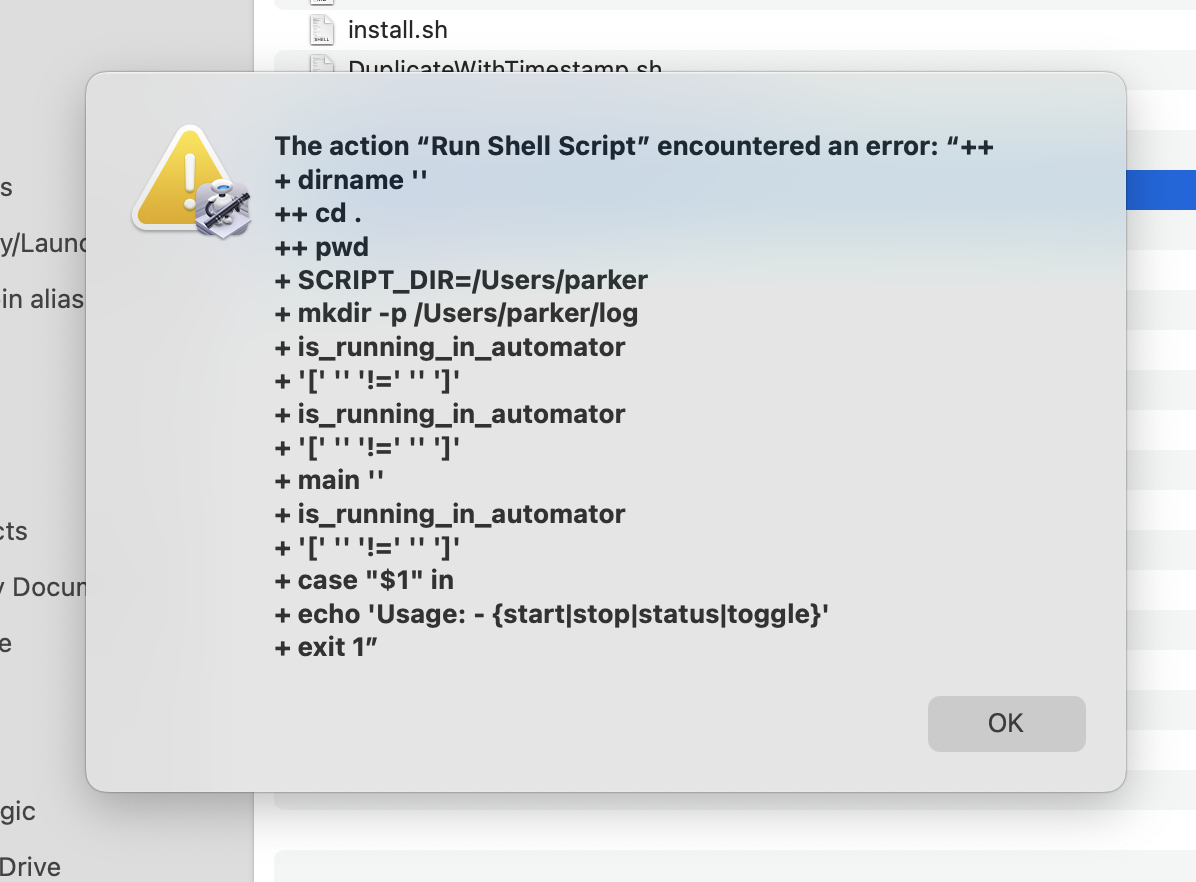 install.sh
DuplicateWithTimestamp.sh
s
y/Launc
in alias
cts
y Docum
e
gic
Drive
The action “Run Shell Script” encountered an error: “++
+ dirname ''
++ cd .
++ pwd
+ SCRIPT_DIR=/Users/parker
+ mkdir -p /Users/parker/log
+ is_running_in_automator
+ '[' '' '!=' '' ']'
+ is_running_in_automator
+ '[' '' '!=' '' ']'
+ main ''
+ is_running_in_automator
+ '[' '' '!=' '' ']'
+ case "$1" in
+ echo 'Usage: - {start|stop|status|toggle}'
+ exit 1”
OK